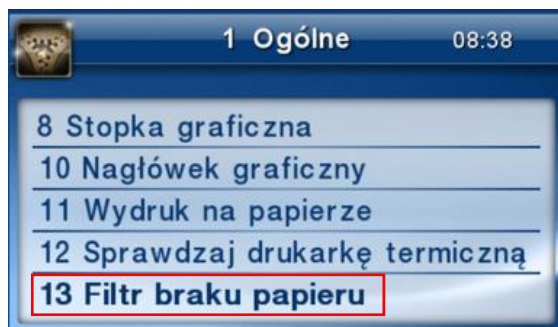 1 Ogólne 08:38
8 Stopka graficzna
10 Nagłówek graficzny
11 Wydruk na papierze
12 Sprawdzaj drukarkę termiczną
13 Filtr braku papieru